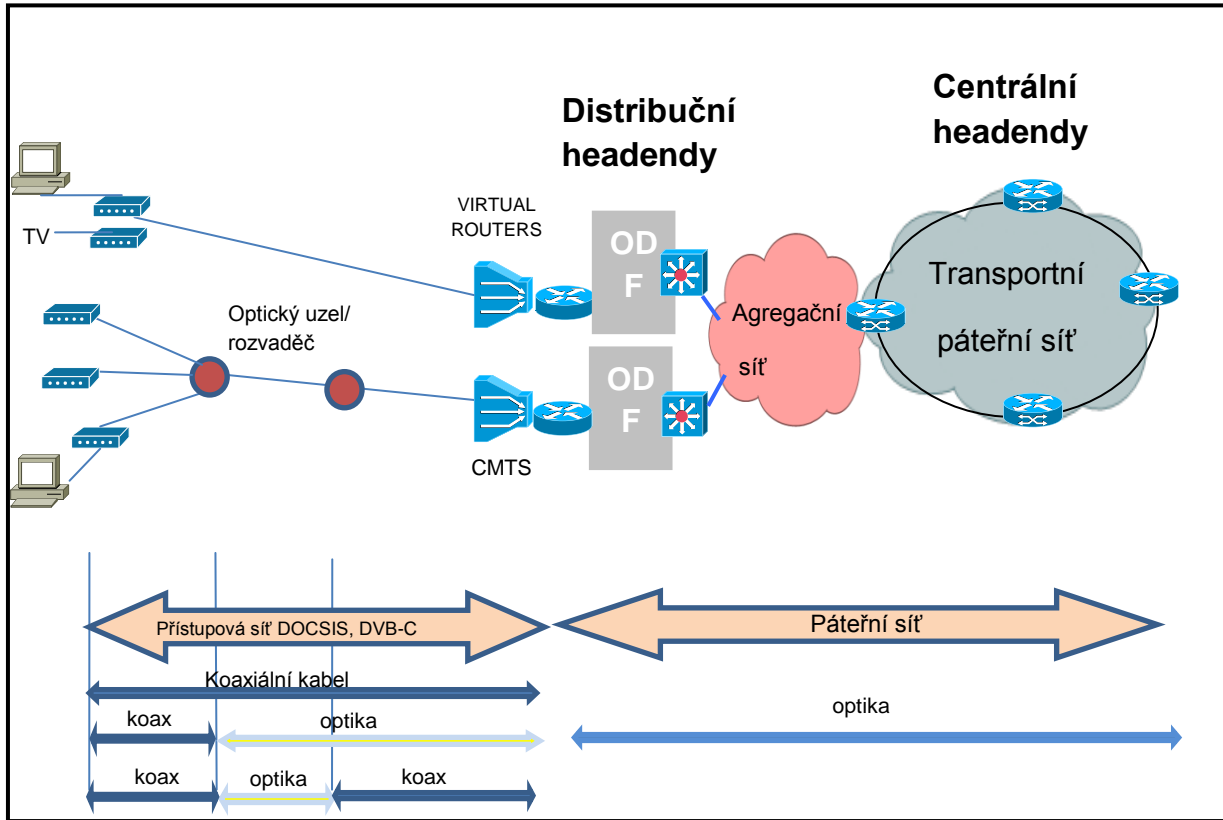 Distribuční
headendy
Centrální
headendy
VIRTUAL
ROUTERS
TV
OD
F
Optický uzel/
rozvaděč
Agregační
síť
Transportní
páteřní síť
OD
F
CMTS
Přístupová síť DOCSIS, DVB-C
Páteřní síť
Koaxiální kabel
koax
optika
optika
koax
optika
koax